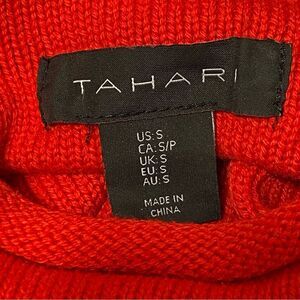 TAHARI
US: S
CA: S/P
UK: S
EU: S
AU: S
MADE IN
CHINA